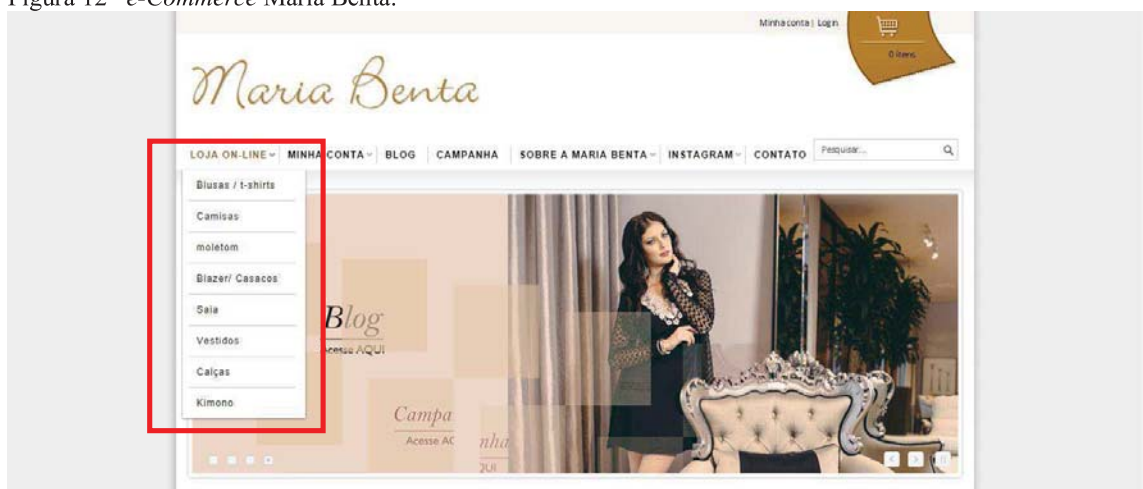 Figura 12 e-Commerce Maria Benta.
Minha conta | Login
0 itens
Maria Benta
LOJA ON-LINE MINHA CONTA BLOG CAMPANHA SOBRE A MARIA BENTA INSTAGRAM CONTATO Pesquisar...
Blusas / t-shirts
Camisas
moletom
Blazer/ Casacos
Saia
Vestidos
Calças
Kimono
Blog
Acesse AQUI
Campa
Acesse AC
nha
QUI